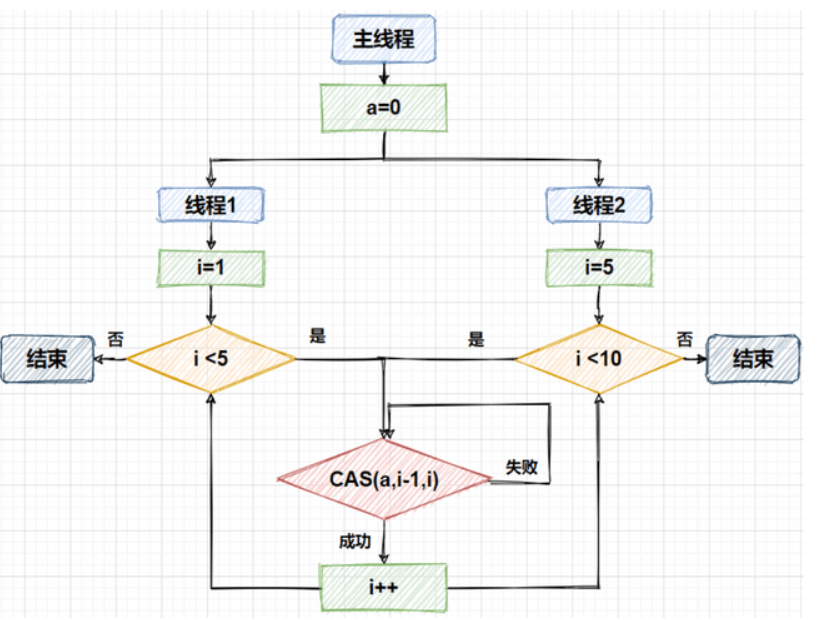 主线程
a=0
线程1
线程2
i=1
i=5
否
是
是
否
结束
i <5
i <10
结束
CAS(a,i-1,i)
失败
成功
i++